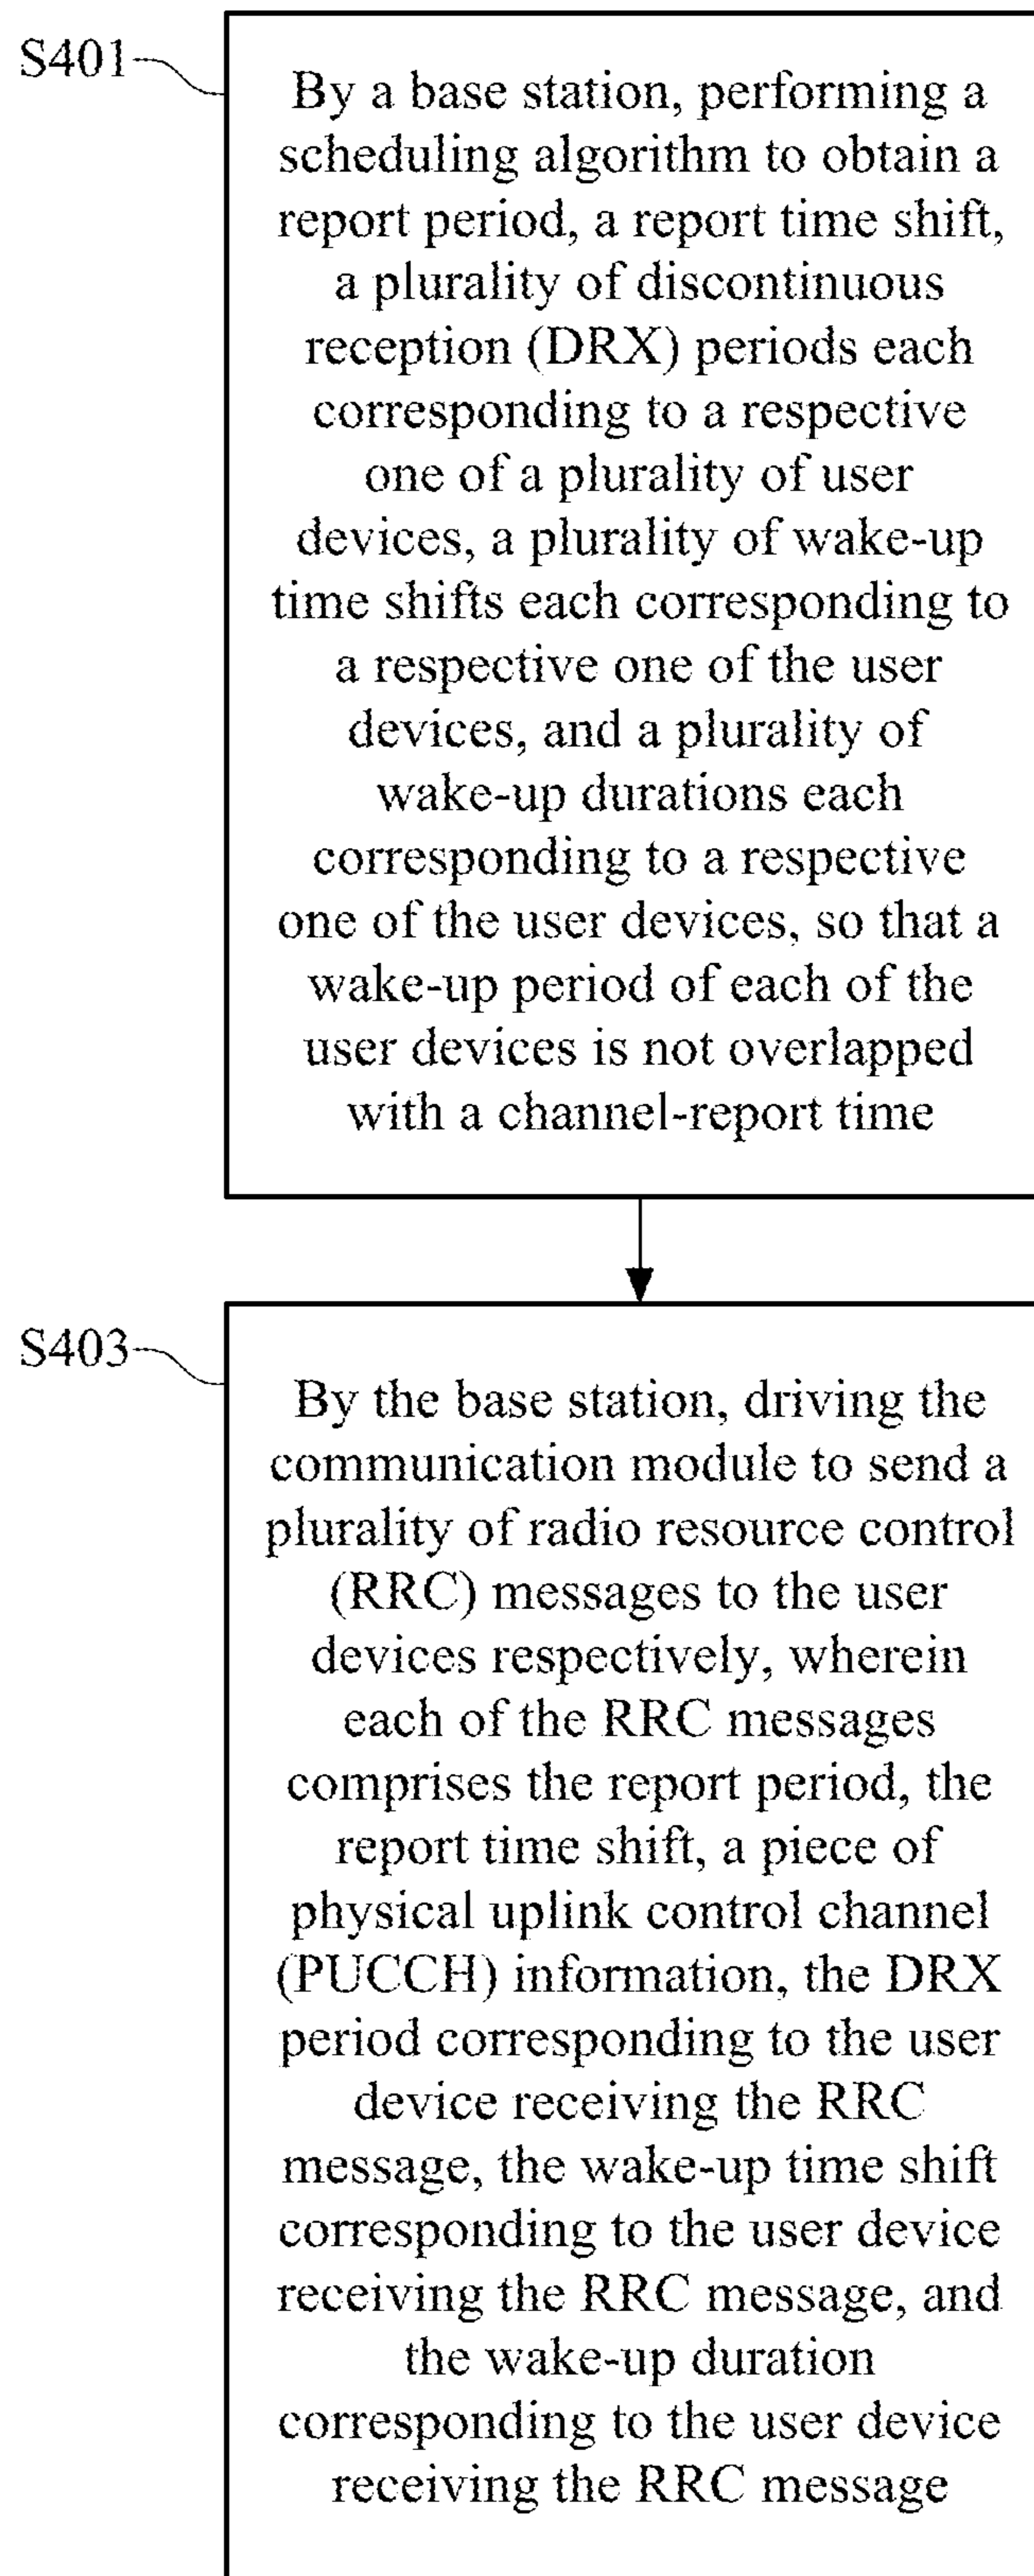 S401
By a base station, performing a
scheduling algorithm to obtain a
report period, a report time shift,
a plurality of discontinuous
reception (DRX) periods each
corresponding to a respective
one of a plurality of user
devices, a plurality of wake-up
time shifts each corresponding to
a respective one of the user
devices, and a plurality of
wake-up durations each
corresponding to a respective
one of the user devices, so that a
wake-up period of each of the
user devices is not overlapped
with a channel-report time
S403
By the base station, driving the
communication module to send a
plurality of radio resource control
(RRC) messages to the user
devices respectively, wherein
each of the RRC messages
comprises the report period, the
report time shift, a piece of
physical uplink control channel
(PUCCH) information, the DRX
period corresponding to the user
device receiving the RRC
message, the wake-up time shift
corresponding to the user device
receiving the RRC message, and
the wake-up duration
corresponding to the user device
receiving the RRC message